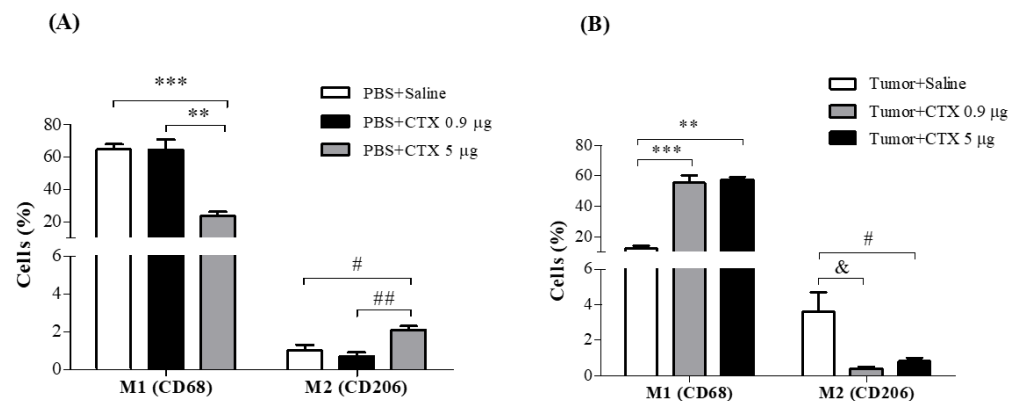 (A)
PBS+Saline
PBS+CTX 0.9 µg
PBS+CTX 5 µg
***
**
80
60
40
20
6
4
2
0
Cells (%)
#
##
M1 (CD68)
M2 (CD206)
(B)
Tumor+Saline
Tumor+CTX 0.9 µg
Tumor+CTX 5 µg
**
***
80
60
40
20
6
4
2
0
Cells (%)
#
&
M1 (CD68)
M2 (CD206)